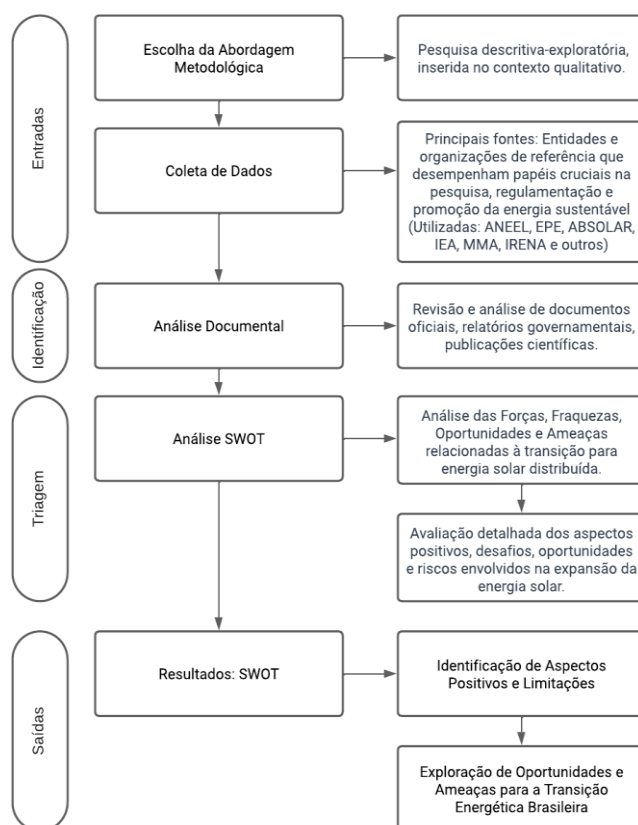 Entradas
Escolha da Abordagem
Metodológica
Pesquisa descritiva-exploratória,
inserida no contexto qualitativo.
Coleta de Dados
Principais fontes: Entidades e
organizações de referência que
desempenham papéis cruciais na
pesquisa, regulamentação e
promoção da energia sustentável
(Utilizadas: ANEEL, EPE, ABSOLAR,
IEA, MMA, IRENA e outros)
Identificação
Análise Documental
Revisão e análise de documentos
oficiais, relatórios governamentais,
publicações científicas.
Triagem
Análise SWOT
Análise das Forças, Fraquezas,
Oportunidades e Ameaças
relacionadas à transição para
energia solar distribuída.
Avaliação detalhada dos aspectos
positivos, desafios, oportunidades
e riscos envolvidos na expansão da
energia solar.
Saídas
Resultados: SWOT
Identificação de Aspectos
Positivos e Limitações
Exploração de Oportunidades e
Ameaças para a Transição
Energética Brasileira